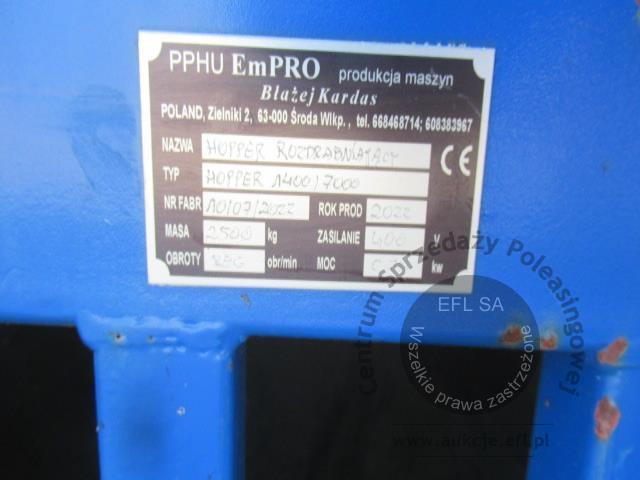 PPHU EmPRO produkcja maszyn
Błażej Kardas
POLAND, Zielniki 2, 63-000 Środa Wlkp., tel. 668468714; 608383967
NAZWA HOPPER ROZDRABNIAJĄCY CE
TYP HOPPER 1400/7000
NR FABR 10/07/2022 ROK PROD 2022
MASA 2500 kg ZASILANIE 400 V
OBROTY obr/min MOC kw
Centrum Sprzedaży Poleasingowej
EFL SA
Wszelkie prawa zastrzeżone
www.aukcje.efl.pl